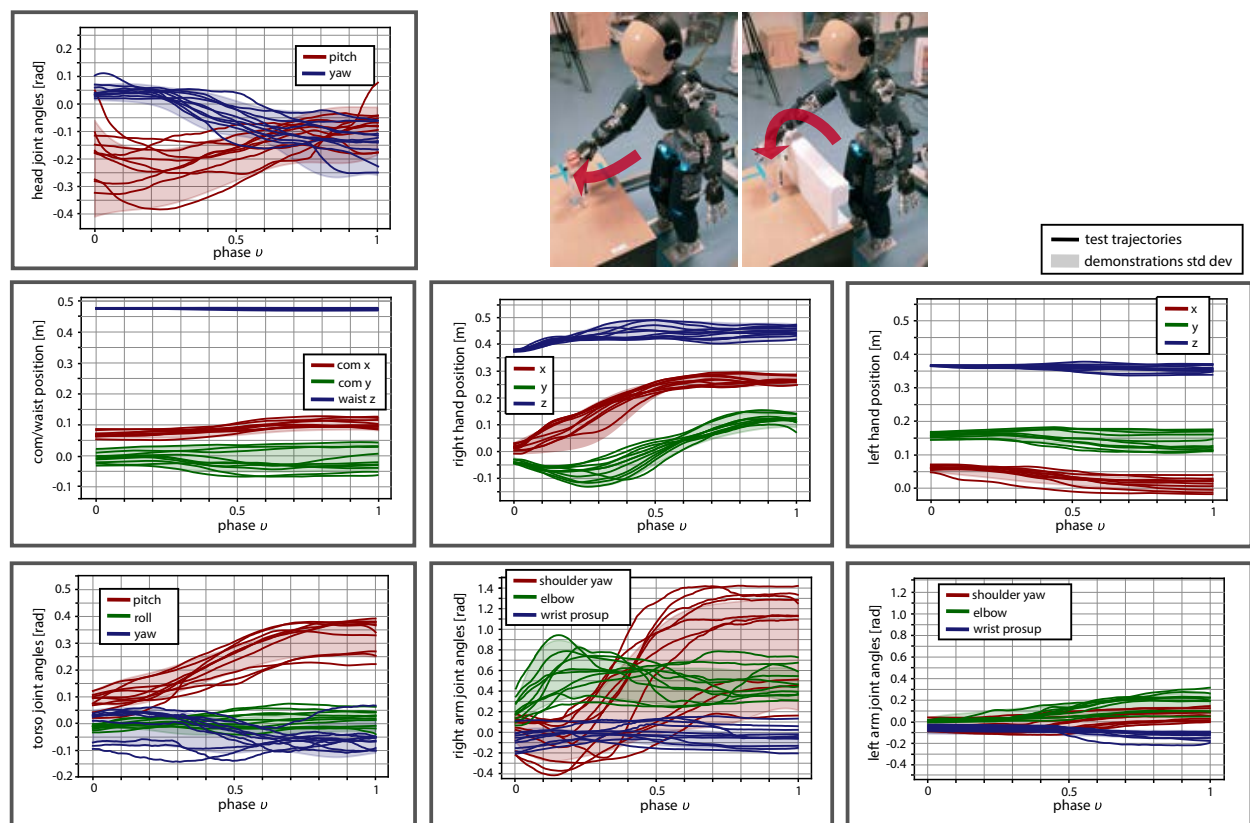 0.2
0.1
0.0
-0.1
-0.2
-0.3
-0.4
head joint angles [rad]
pitch
yaw
0
0.5
1
phase υ
test trajectories
demonstrations std dev
0.5
0.4
0.3
0.2
0.1
0.0
-0.1
com/waist position [m]
com x
com y
waist z
0
0.5
1
phase υ
0.5
0.4
0.3
0.2
0.1
0.0
-0.1
right hand position [m]
x
y
z
0
0.5
1
phase υ
0.5
0.4
0.3
0.2
0.1
0.0
left hand position [m]
x
y
z
0
0.5
1
phase υ
0.5
0.4
0.3
0.2
0.1
0.0
-0.1
-0.2
torso joint angles [rad]
pitch
roll
yaw
0
0.5
1
phase υ
1.4
1.2
1.0
0.8
0.6
0.4
0.2
0.0
-0.2
-0.4
right arm joint angles [rad]
shoulder yaw
elbow
wrist prosup
0
0.5
1
phase υ
1.2
1.0
0.8
0.6
0.4
0.2
0.0
-0.2
-0.4
left arm joint angles [rad]
shoulder yaw
elbow
wrist prosup
0
0.5
1
phase υ